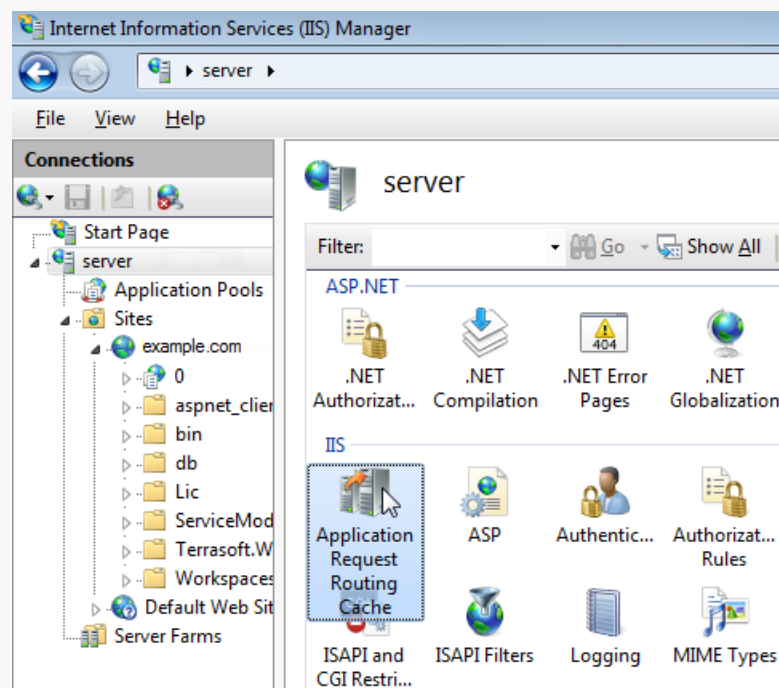 Internet Information Services (IIS) Manager
server
File View Help
Connections
Start Page
server
Application Pools
Sites
example.com
0
aspnet_clier
bin
db
Lic
ServiceMod
Terrasoft.W
Workspaces
Default Web Sit
Server Farms
server
Filter: Go Show All
ASP.NET
.NET Authorizat...
.NET Compilation
404
.NET Error Pages
.NET Globalization
IIS
Application Request Routing Cache
ASP
Authentic...
Authorizat... Rules
ISAPI and CGI Restri...
ISAPI Filters
Logging
MIME Types